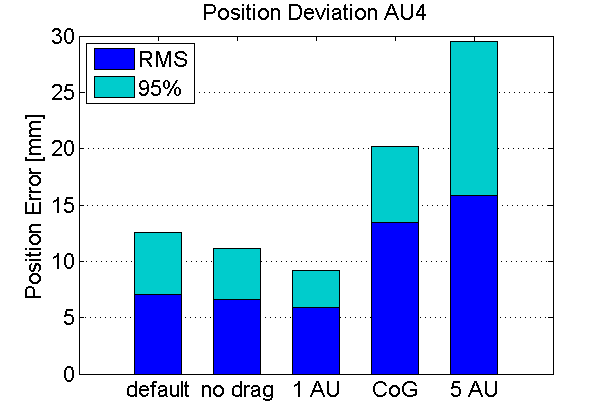 Position Deviation AU4
Position Error [mm]
30
25
20
15
10
5
0
RMS
95%
default no drag 1 AU CoG 5 AU